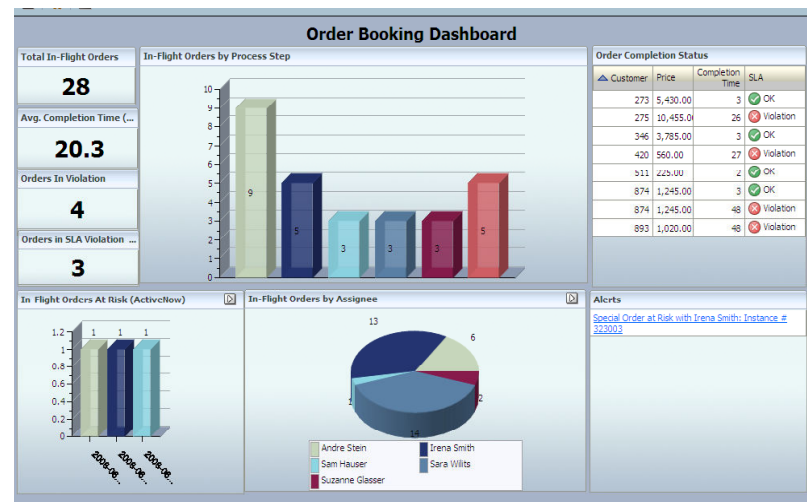 Order Booking Dashboard
Total In-Flight Orders
28
Avg. Completion Time (...
20.3
Orders In Violation
4
Orders in SLA Violation ...
3
In-Flight Orders by Process Step
10
9
8
7
6
5
4
3
2
1
0
9
5
3
3
3
5
Order Completion Status
Customer Price Completion Time SLA
273 5,430.00 3 OK
275 10,455.0 26 Violation
346 3,785.00 3 OK
420 560.00 27 Violation
511 225.00 2 OK
874 1,245.00 3 OK
874 1,245.00 48 Violation
893 1,020.00 48 Violation
In Flight Orders At Risk (ActiveNow)
1.2
1
0.8
0.6
0.4
0.2
0
1 1 1
2008-08...
2008-08...
2008-08...
In-Flight Orders by Assignee
13
6
1
2
14
Andre Stein
Irena Smith
Sam Hauser
Sara Wilits
Suzanne Glasser
Alerts
Special Order at Risk with Irena Smith: Instance #
323003